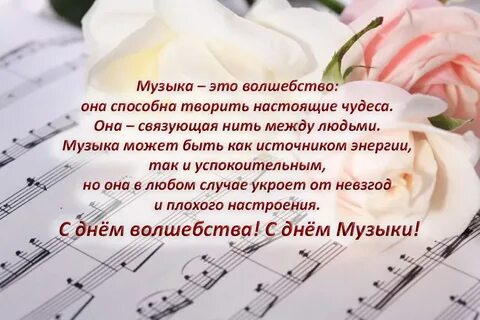 Музыка – это волшебство:
она способна творить настоящие чудеса.
Она – связующая нить между людьми.
Музыка может быть как источником энергии,
так и успокоительным,
но она в любом случае укроет от невзгод
и плохого настроения.
С днём волшебства! С днём Музыки!